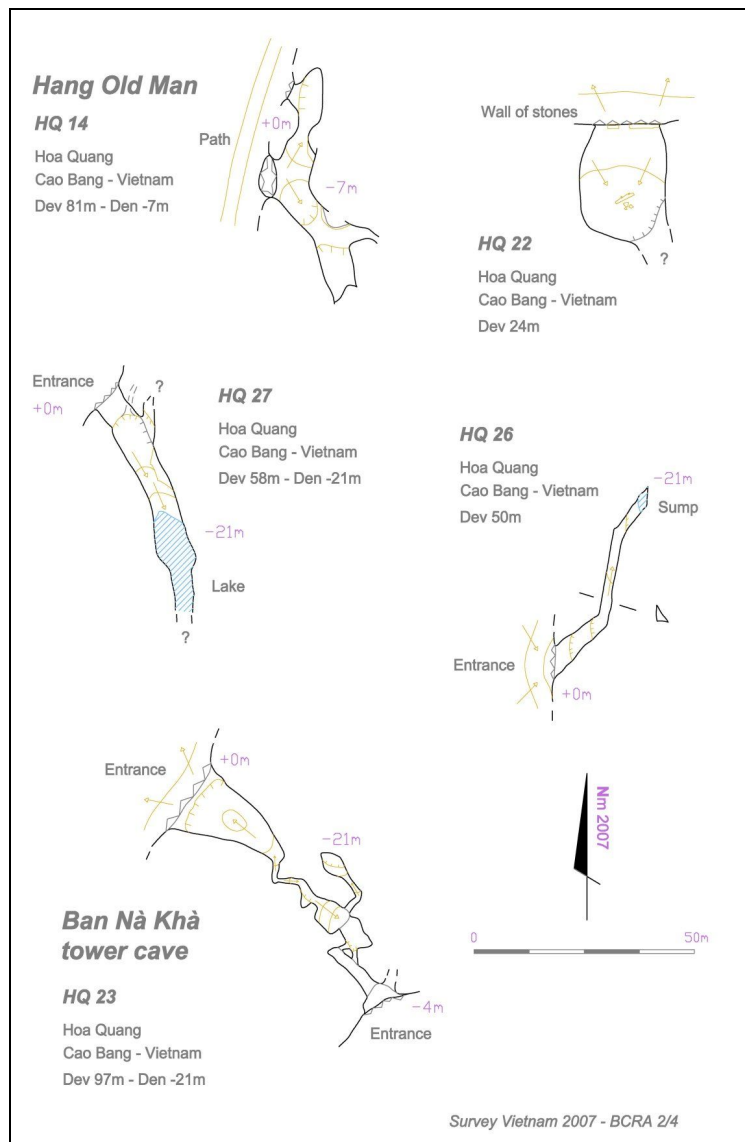 Hang Old Man
HQ 14
Hoa Quang
Cao Bang - Vietnam
Dev 81m - Den -7m
Path
+0m
-7m
Wall of stones
HQ 22
Hoa Quang
Cao Bang - Vietnam
Dev 24m
?
Entrance
+0m
?
-21m
Lake
?
HQ 27
Hoa Quang
Cao Bang - Vietnam
Dev 58m - Den -21m
HQ 26
Hoa Quang
Cao Bang - Vietnam
Dev 50m
-21m
Sump
Entrance
+0m
Entrance
+0m
-21m
-4m
Entrance
Ban Nà Khà
tower cave
HQ 23
Hoa Quang
Cao Bang - Vietnam
Dev 97m - Den -21m
Nm 2007
0
50m
Survey Vietnam 2007 - BCRA 2/4